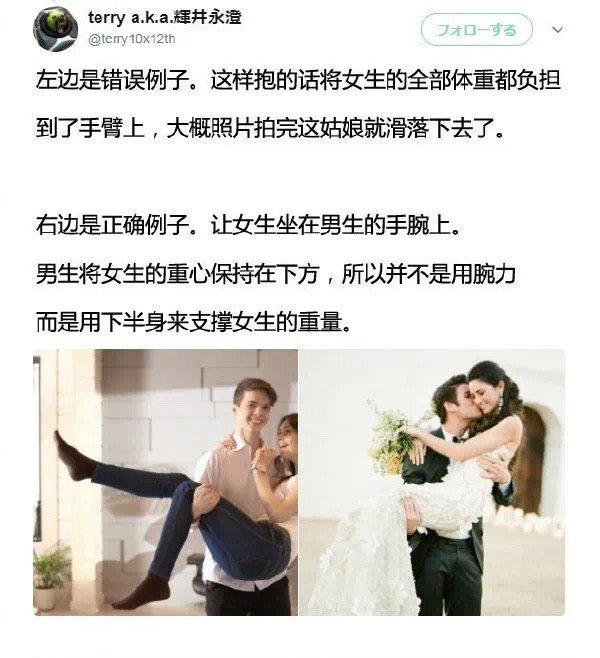 terry a.k.a.輝井永澄
@terry10x12th
フォローする
左边是错误例子。这样抱的话将女生的全部体重都负担
到了手臂上，大概照片拍完这姑娘就滑落下去了。
右边是正确例子。让女生坐在男生的手腕上。
男生将女生的重心保持在下方，所以并不是用腕力
而是用下半身来支撑女生的重量。